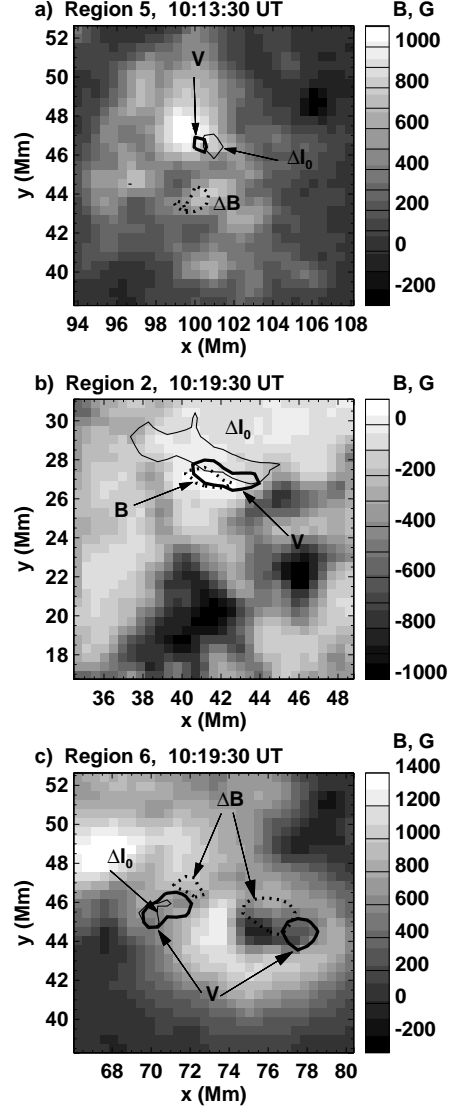 a) Region 5, 10:13:30 UT
B, G
52
50
48
46
44
42
40
y (Mm)
V
ΔI₀
ΔB
1000
800
600
400
200
0
-200
94 96 98 100 102 104 106 108
x (Mm)
b) Region 2, 10:19:30 UT
B, G
30
28
26
24
22
20
18
y (Mm)
ΔI₀
B
V
0
-200
-400
-600
-800
-1000
36 38 40 42 44 46 48
x (Mm)
c) Region 6, 10:19:30 UT
B, G
52
50
48
46
44
42
40
y (Mm)
ΔB
ΔI₀
V
1400
1200
1000
800
600
400
200
0
-200
66 68 70 72 74 76 78 80
x (Mm)